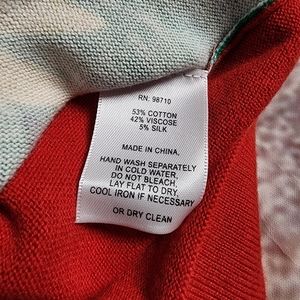 RN: 98710
53% COTTON
42% VISCOSE
5% SILK
MADE IN CHINA.
HAND WASH SEPARATELY
IN COLD WATER,
DO NOT BLEACH,
LAY FLAT TO DRY,
COOL IRON IF NECESSARY
OR DRY CLEAN